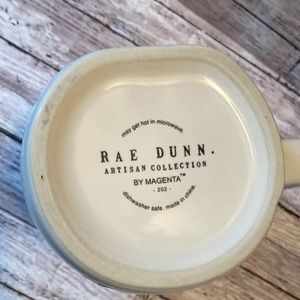 may get hot in microwave.
RAE DUNN.
ARTISAN COLLECTION
BY MAGENTA™
- 202 -
dishwasher safe. made in china.